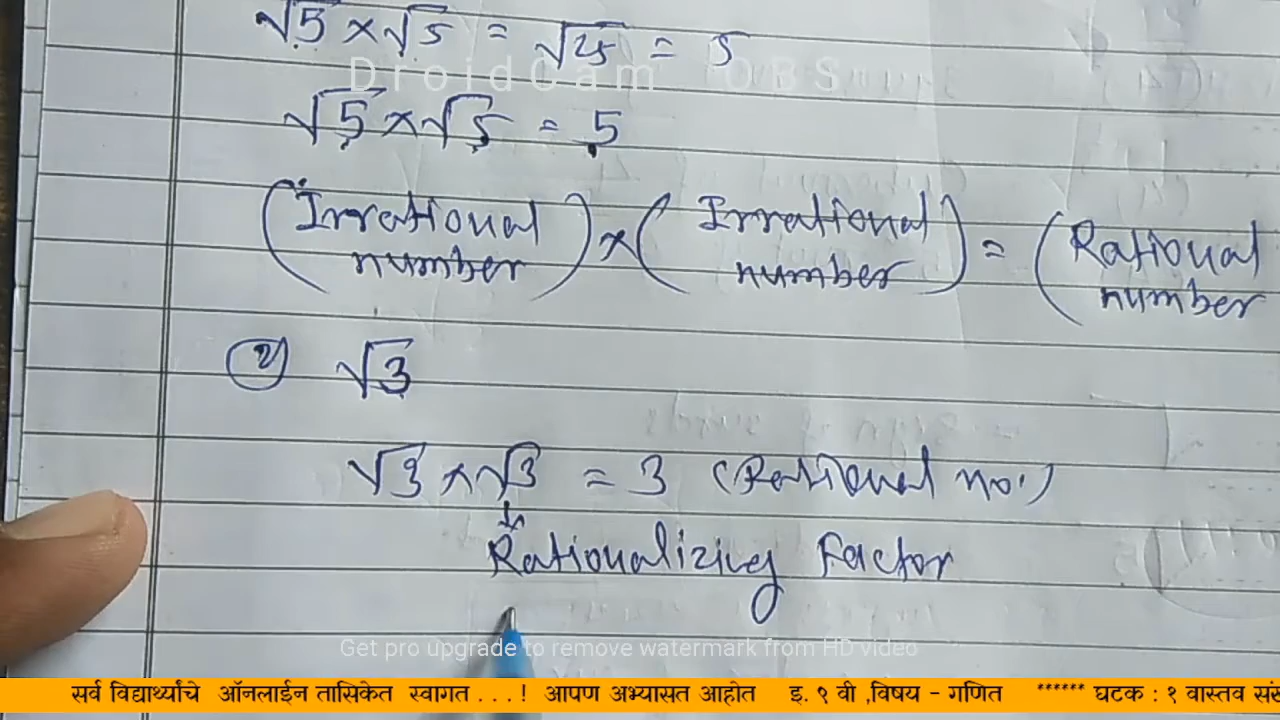 √5 × √5 = √25 = 5
DroidCam OBS
√5 × √5 = 5
(Irrational number) × (Irrational number) = (Rational number
२) √3
√3 × √3 = 3 (Rational no.)
↓
Rationalizing Factor
Get pro upgrade to remove watermark from HD video
सर्व विद्यार्थ्यांचे ऑनलाईन तासिकेत स्वागत...! आपण अभ्यासत आहोत इ. ९ वी ,विषय - गणित ****** घटक : १ वास्तव